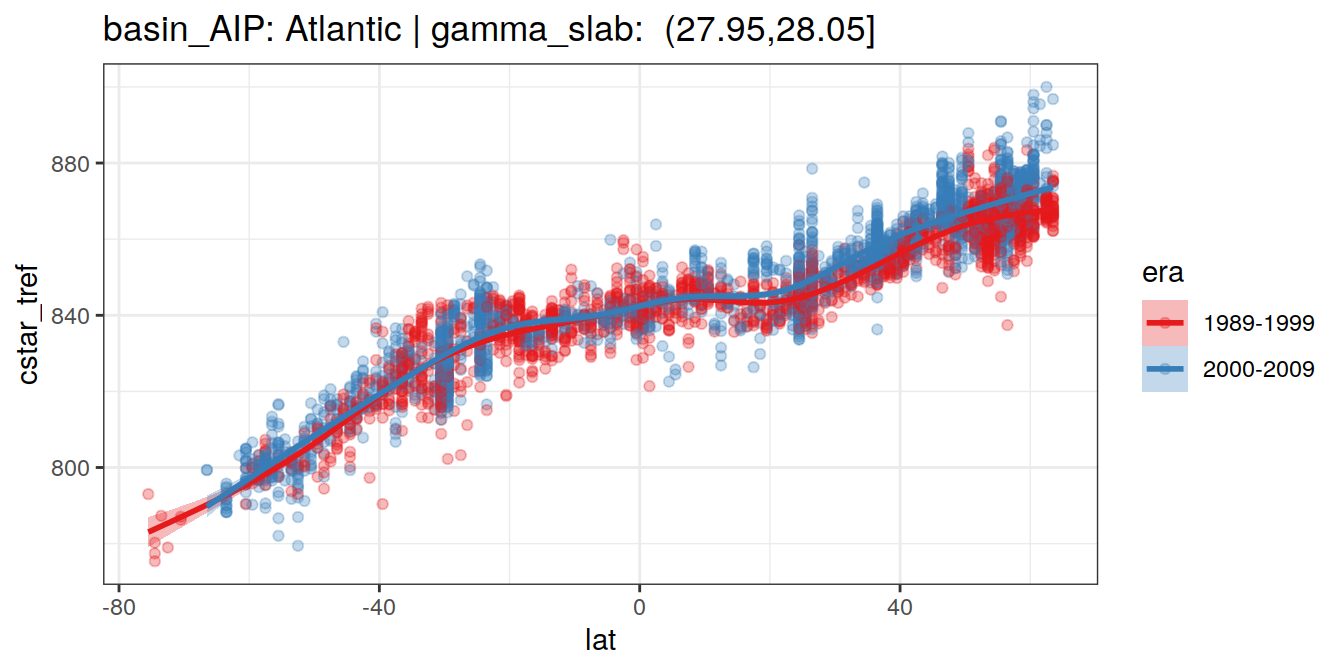 basin_AIP: Atlantic | gamma_slab:  (27.95,28.05]
cstar_tref
880
840
800
-80
-40
0
40
lat
era
1989-1999
2000-2009